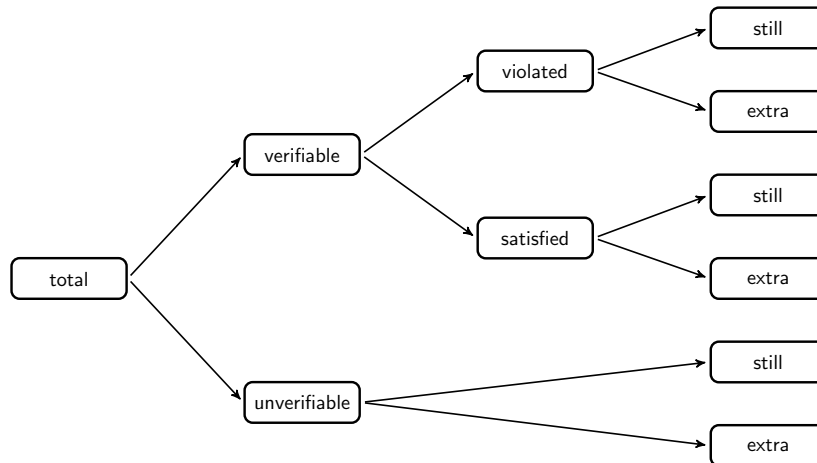 still
violated
extra
verifiable
still
satisfied
extra
total
still
unverifiable
extra